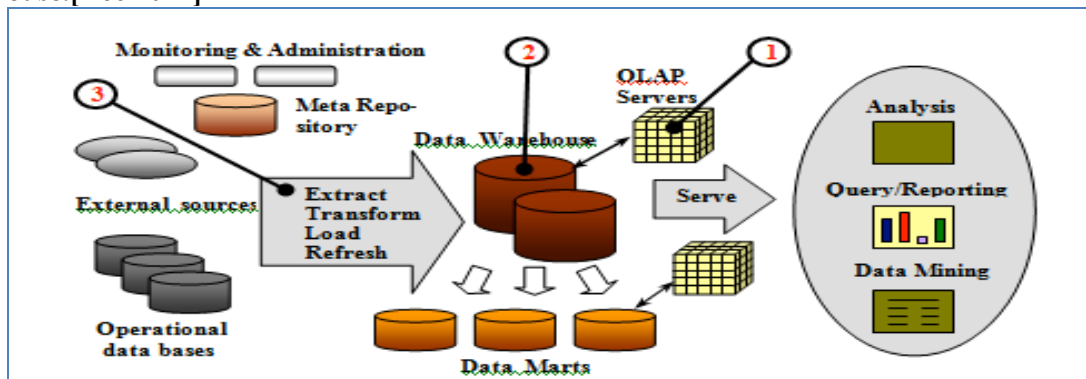 Monitoring & Administration
2
1
OLAP
Servers
3
Meta Repo-
sitory
Analysis
Data Warehouse
External sources
Extract
Transform
Load
Refresh
Serve
Query/Reporting
Data Mining
Operational
data bases
Data Marts